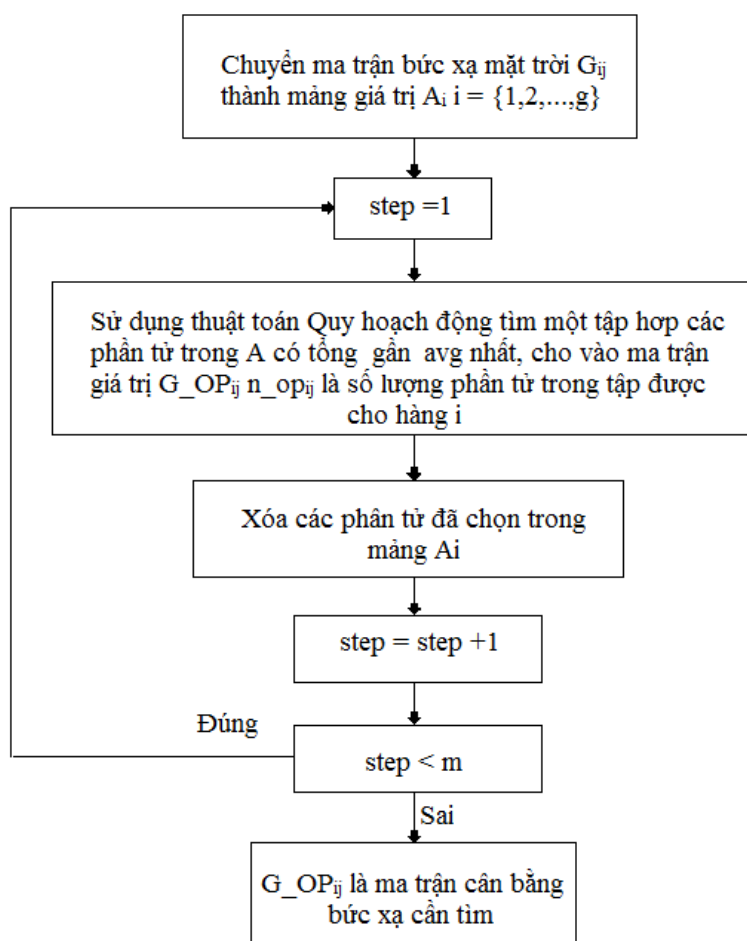 Chuyển ma trận bức xạ mặt trời Gij
thành mảng giá trị Ai i = {1,2,...,g}
step =1
Sử dụng thuật toán Quy hoạch động tìm một tập hơp các
phần tử trong A có tổng gần avg nhất, cho vào ma trận
giá trị G_OPij n_opij là số lượng phần tử trong tập được
cho hàng i
Xóa các phân tử đã chọn trong
mảng Ai
step = step +1
Đúng
step < m
Sai
G_OPij là ma trận cân bằng
bức xạ cần tìm